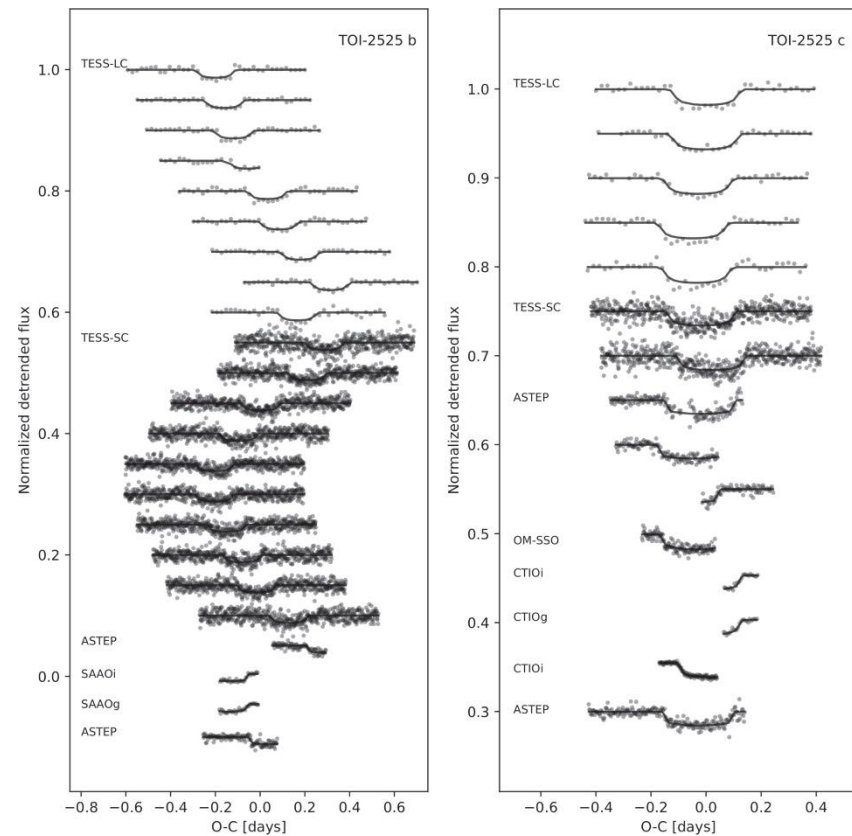 TOI-2525 b
TESS-LC
1.0
0.8
0.6
TESS-SC
0.4
0.2
ASTEP
0.0
SAAOi
SAAOg
ASTEP
Normalized detrended flux
−0.8 −0.6 −0.4 −0.2 0.0 0.2 0.4 0.6
O-C [days]
TOI-2525 c
TESS-LC
1.0
0.9
0.8
TESS-SC
0.7
ASTEP
0.6
0.5
OM-SSO
CTIOi
CTIOg
0.4
CTIOi
ASTEP
0.3
Normalized detrended flux
−0.6 −0.4 −0.2 0.0 0.2 0.4
O-C [days]